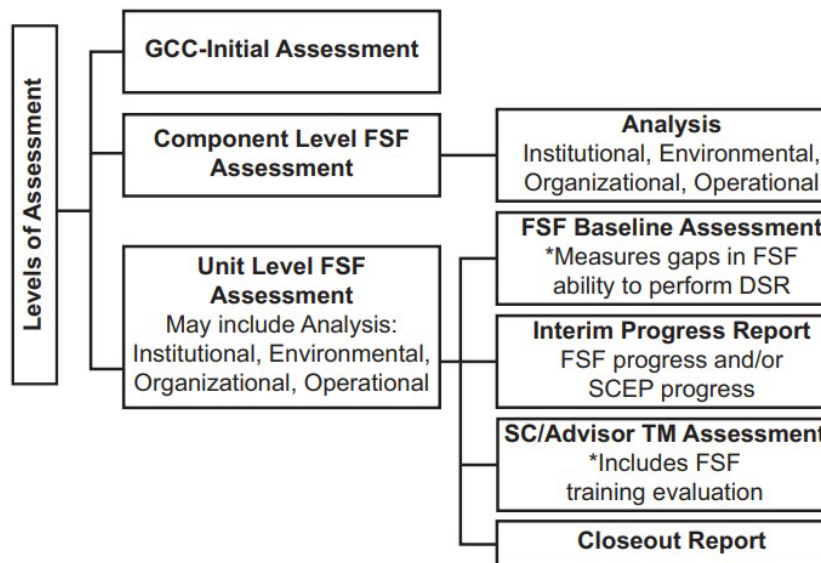 Levels of Assessment
GCC-Initial Assessment
Component Level FSF
Assessment
Analysis
Institutional, Environmental,
Organizational, Operational
Unit Level FSF
Assessment
May include Analysis:
Institutional, Environmental,
Organizational, Operational
FSF Baseline Assessment
*Measures gaps in FSF
ability to perform DSR
Interim Progress Report
FSF progress and/or
SCEP progress
SC/Advisor TM Assessment
*Includes FSF
training evaluation
Closeout Report